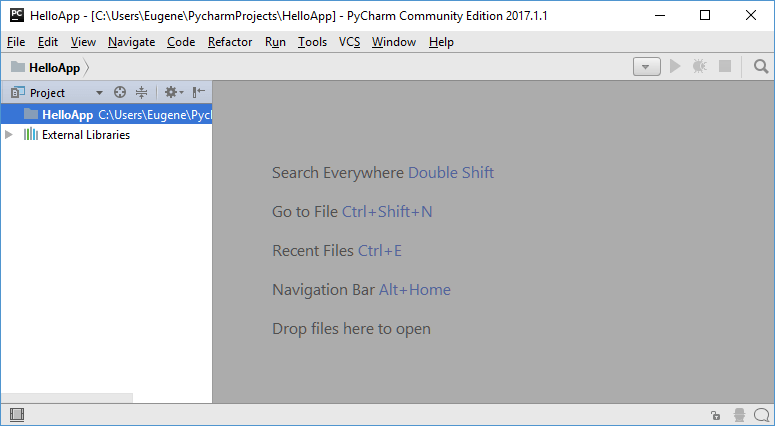 PC HelloApp - [C:\Users\Eugene\PycharmProjects\HelloApp] - PyCharm Community Edition 2017.1.1
File Edit View Navigate Code Refactor Run Tools VCS Window Help
HelloApp
Project
HelloApp C:\Users\Eugene\Pycl
External Libraries
Search Everywhere Double Shift
Go to File Ctrl+Shift+N
Recent Files Ctrl+E
Navigation Bar Alt+Home
Drop files here to open